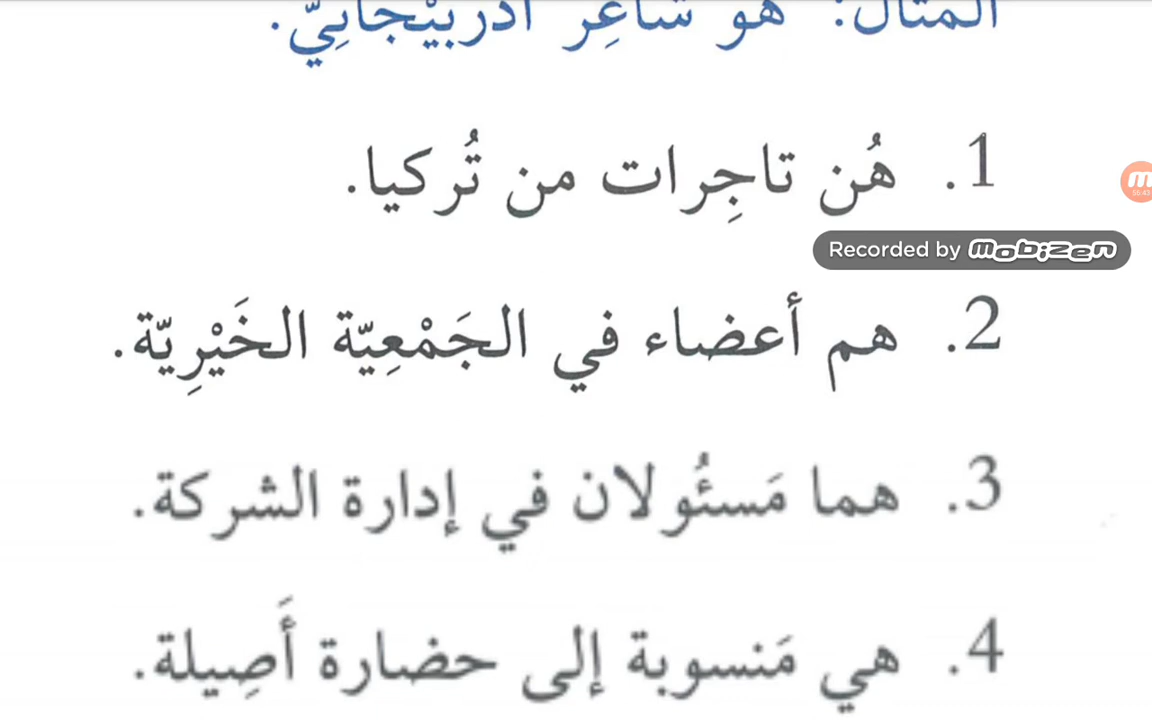 المثال: هو شاعِر أذربيْجانِيّ.
1. هُن تاجِرات من تُركيا.
Recorded by mobizen
2. هم أعضاء في الجَمْعِيّة الخَيْرِيّة.
3. هما مَسئُولان في إدارة الشركة.
4. هي مَنسوبة إلى حضارة أَصِيلة.